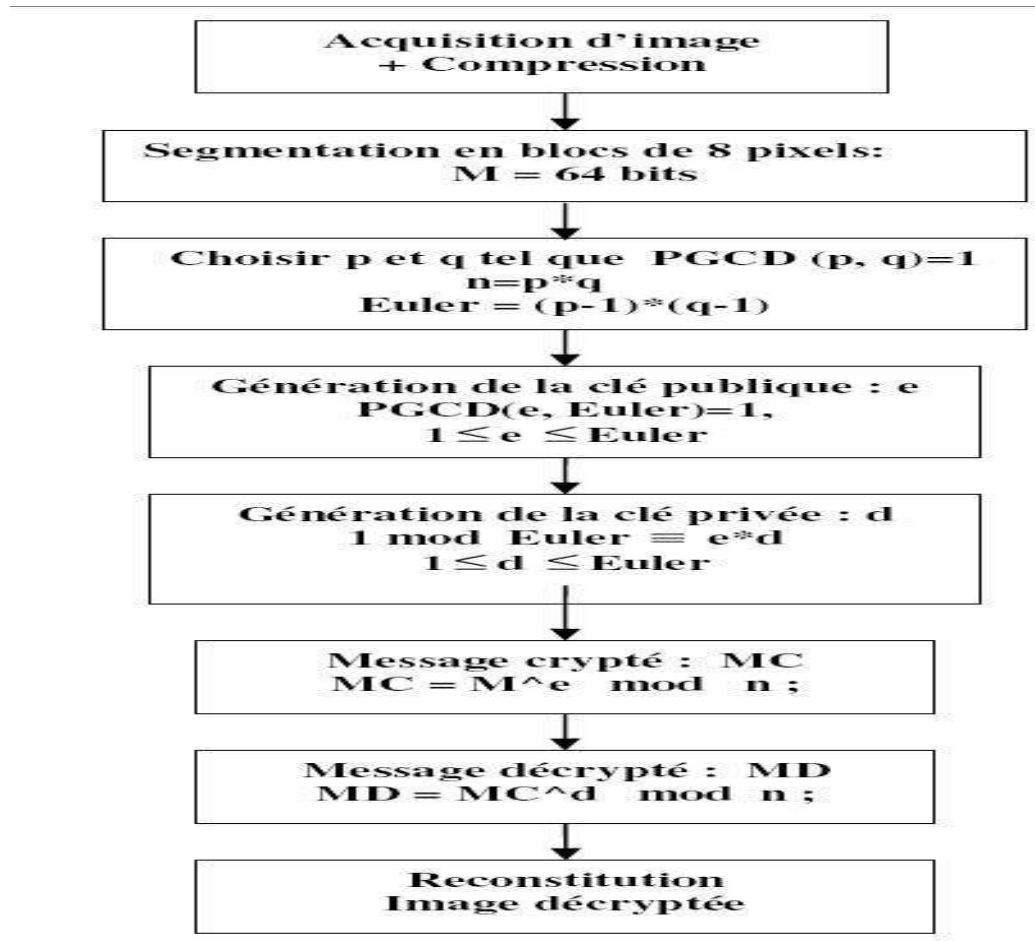 Acquisition d'image
+ Compression
Segmentation en blocs de 8 pixels:
M = 64 bits
Choisir p et q tel que PGCD (p, q)=1
n=p*q
Euler = (p-1)*(q-1)
Génération de la clé publique : e
PGCD(e, Euler)=1,
1 ≤ e ≤ Euler
Génération de la clé privée : d
1 mod Euler ≡ e*d
1 ≤ d ≤ Euler
Message crypté : MC
MC = M^e mod n ;
Message décrypté : MD
MD = MC^d mod n ;
Reconstitution
Image décryptée